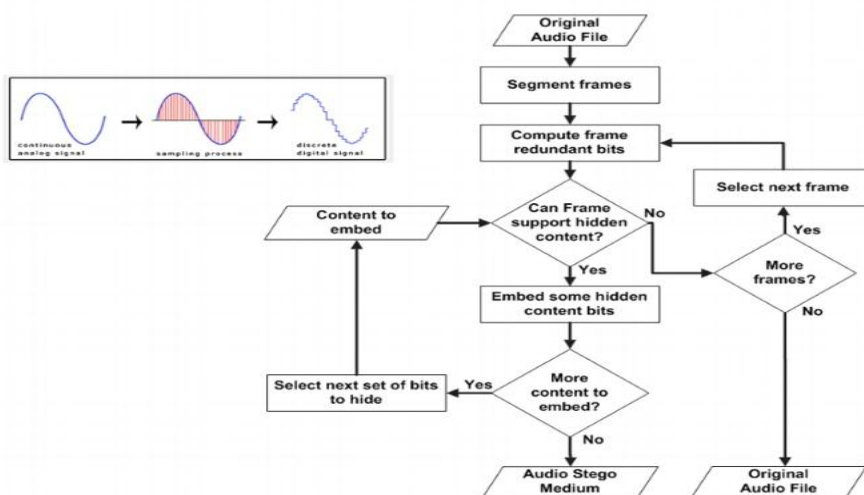 Original
Audio File
Segment frames
Compute frame
redundant bits
continuous
analog signal
sampling process
discrete
digital signal
Select next frame
Content to
embed
Can Frame
support hidden
content?
No
Yes
Yes
More
frames?
No
Embed some hidden
content bits
Select next set of bits
to hide
Yes
More
content to
embed?
No
Audio Stego
Medium
Original
Audio File